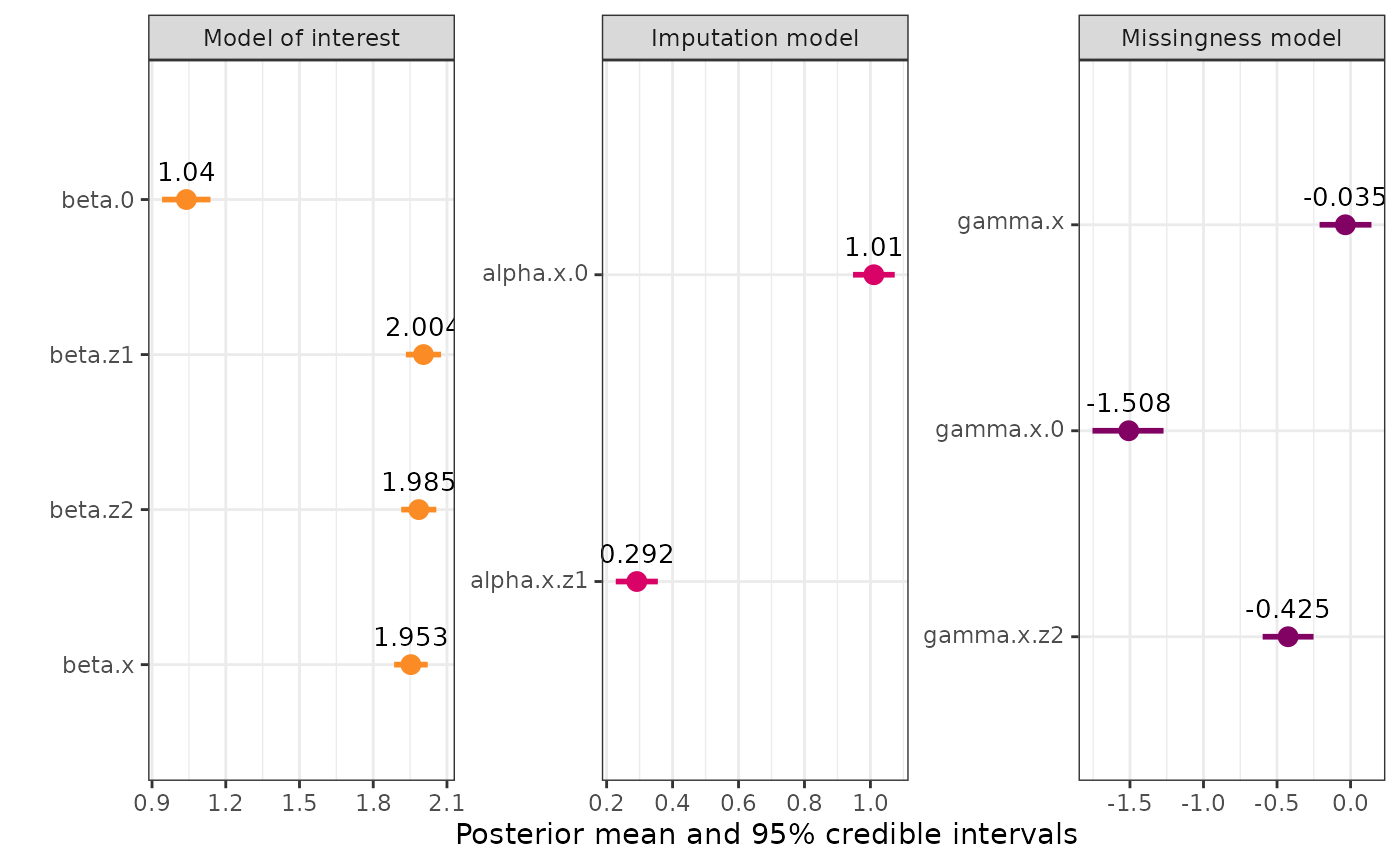 Model of interest
Imputation model
Missingness model
beta.0
1.04
beta.z1
2.004
beta.z2
1.985
beta.x
1.953
0.9 1.2 1.5 1.8 2.1
alpha.x.0
1.01
alpha.x.z1
0.292
0.2 0.4 0.6 0.8 1.0
gamma.x
-0.035
gamma.x.0
-1.508
gamma.x.z2
-0.425
-1.5 -1.0 -0.5 0.0
Posterior mean and 95% credible intervals